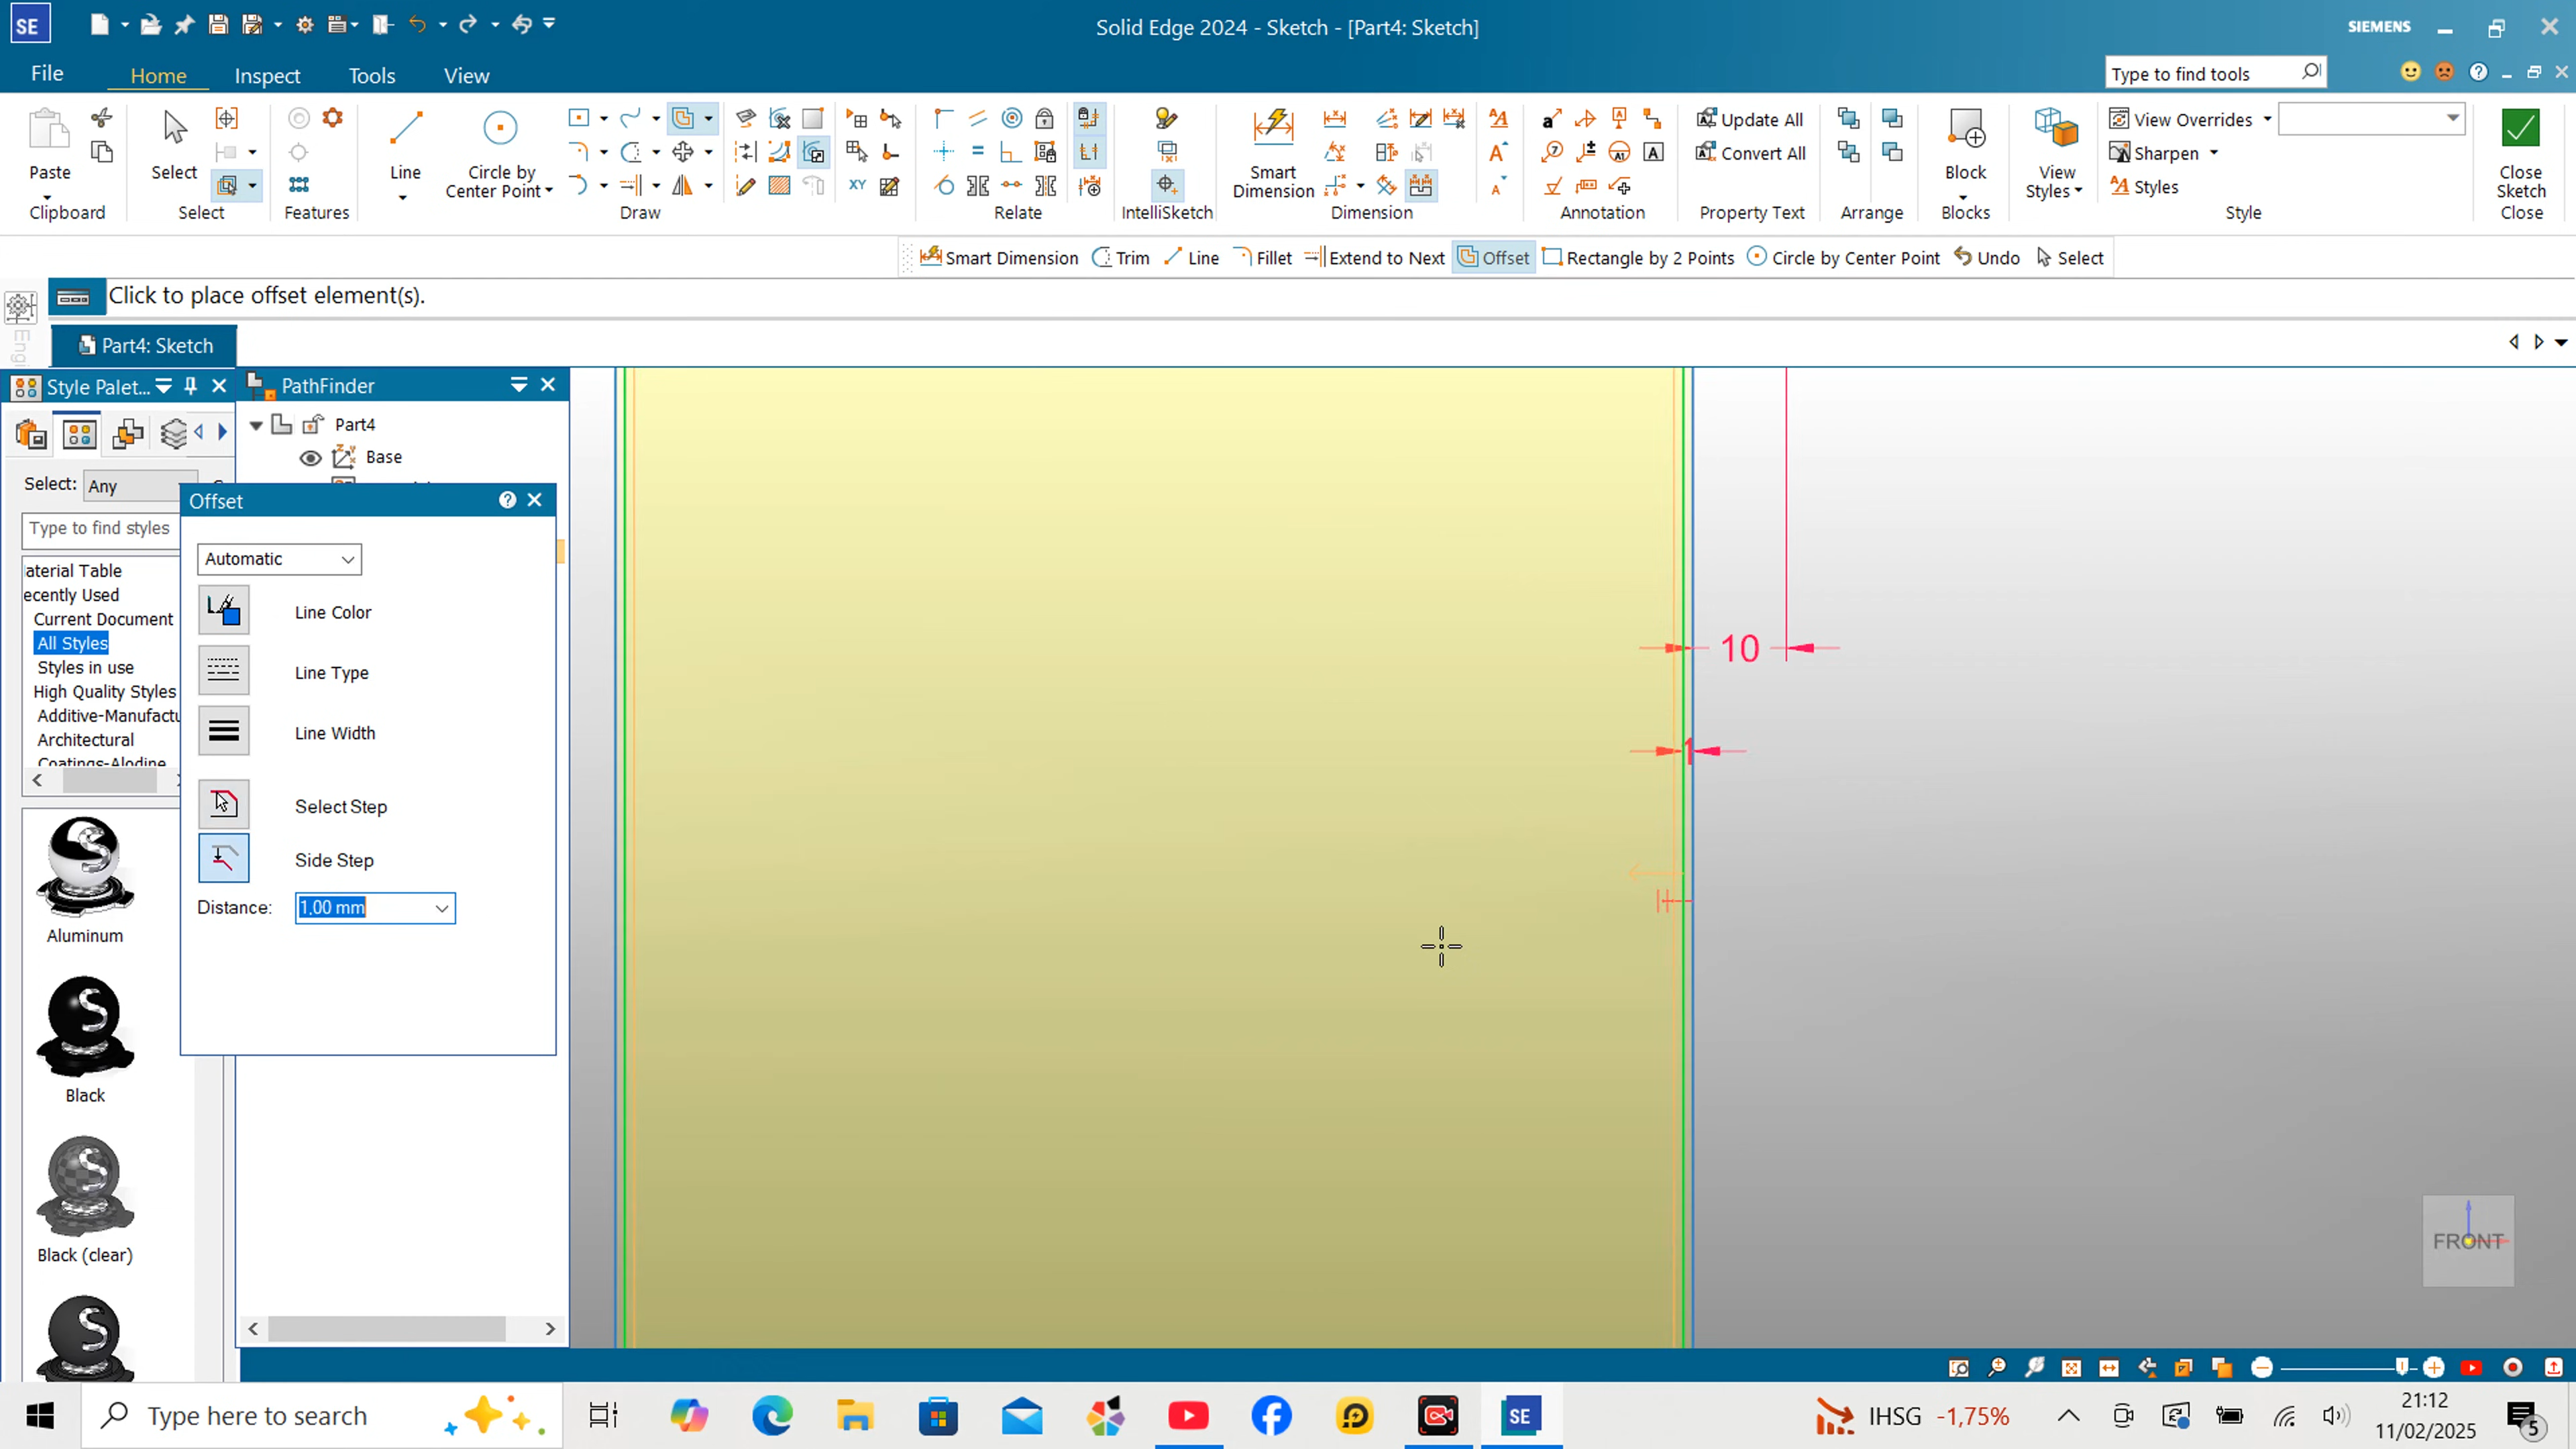 SE
Solid Edge 2024 - Sketch - [Part4: Sketch]
SIEMENS
File
Home
Inspect
Tools
View
Type to find tools
Paste
Clipboard
Select
Select
Features
Line
Circle by
Center Point
Draw
Relate
IntelliSketch
Smart
Dimension
Dimension
Annotation
Update All
Convert All
Property Text
Arrange
Block
Blocks
View
Styles
View Overrides
Sharpen
Styles
Style
Close
Sketch
Close
Smart Dimension
Trim
Line
Fillet
Extend to Next
Offset
Rectangle by 2 Points
Circle by Center Point
Undo
Select
Click to place offset element(s).
Engi
Part4: Sketch
Style Palet...
PathFinder
Part4
Base
Select:
Any
Type to find styles
aterial Table
ecently Used
Current Document
All Styles
Styles in use
High Quality Styles
Additive-Manufactu
Architectural
Coatings-Alodine
Aluminum
Black
Black (clear)
Offset
Automatic
Line Color
Line Type
Line Width
Select Step
Side Step
Distance:
1,00 mm
10
1
FRONT
Type here to search
SE
IHSG -1,75%
21:12
11/02/2025
5